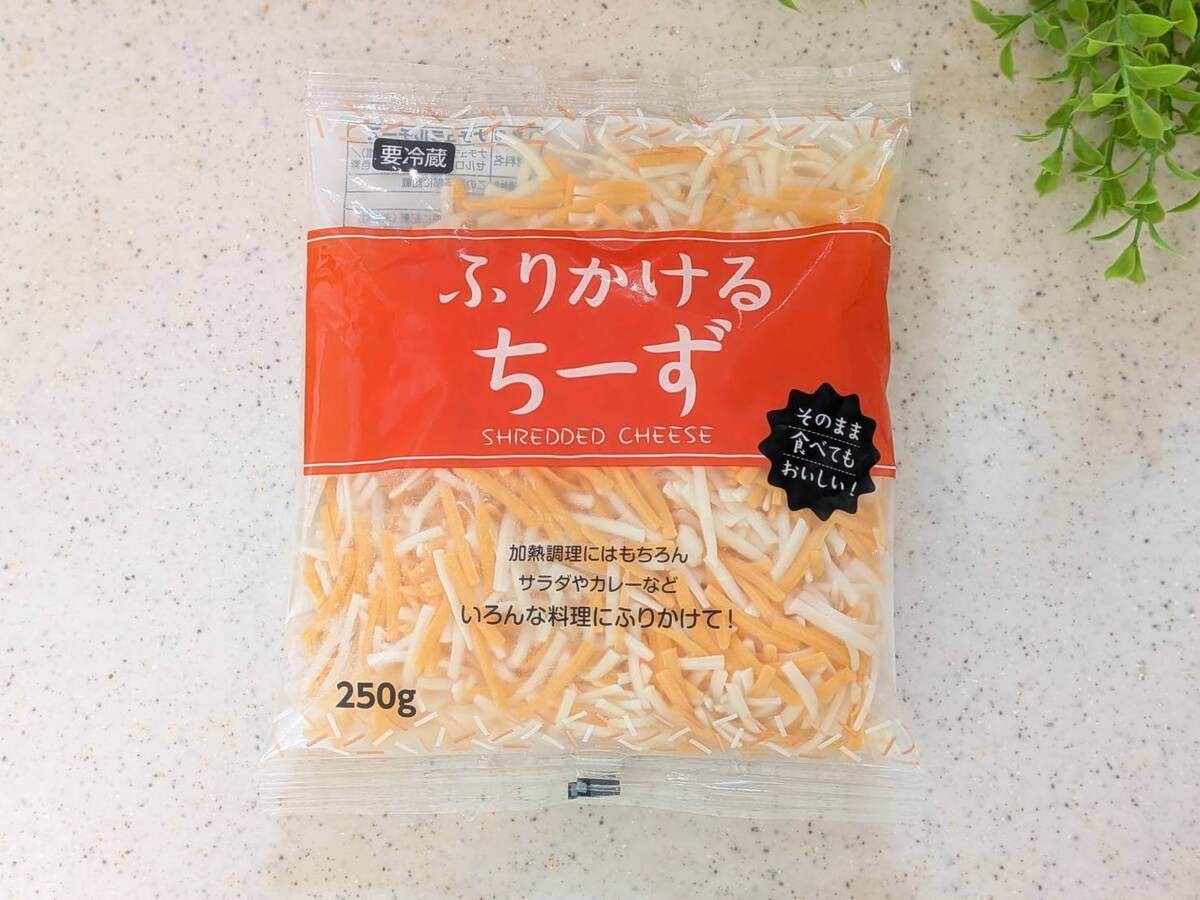 要冷蔵
ふりかける
ちーず
SHREDDED CHEESE
そのまま
食べても
おいしい!
加熱調理にはもちろん
サラダやカレーなど
いろんな料理にふりかけて!
250g